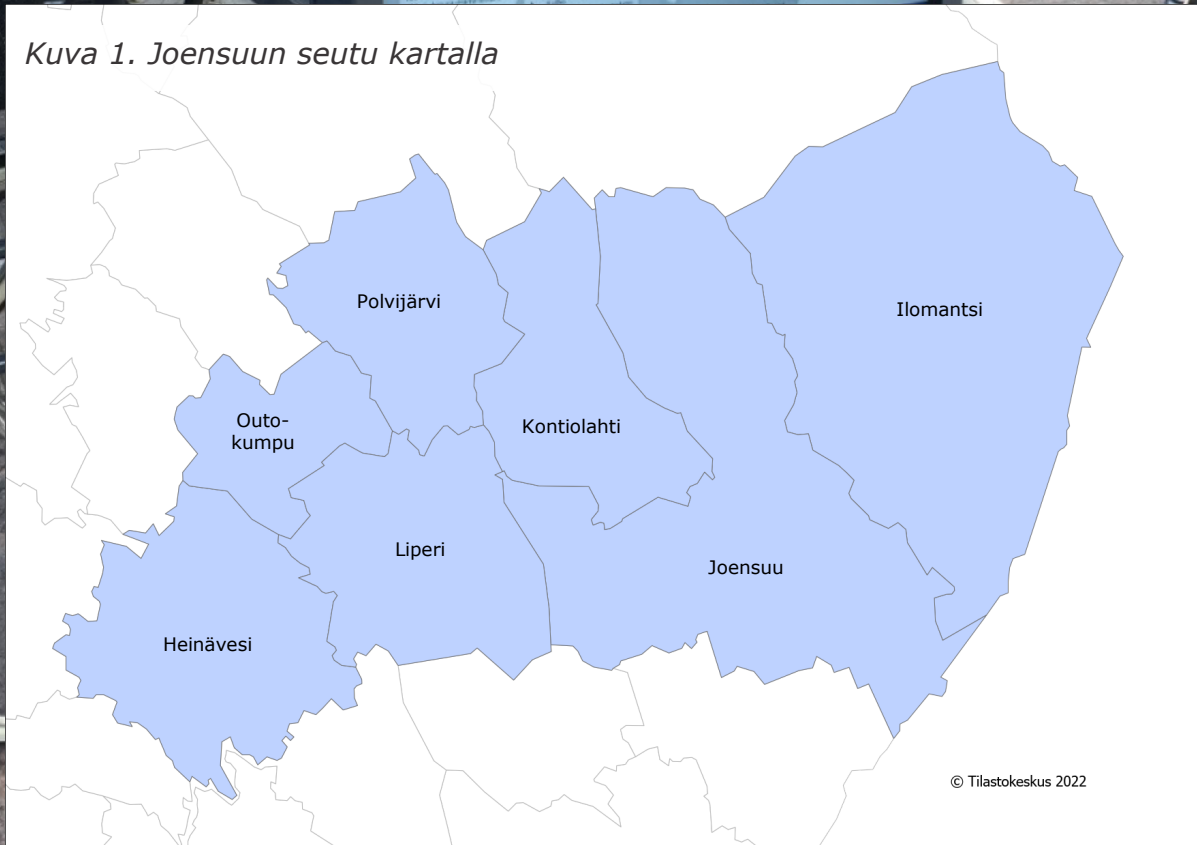 Kuva 1. Joensuun seutu kartalla
Polvijärvi
Ilomantsi
Outo-
kumpu
Kontiolahti
Liperi
Joensuu
Heinävesi
© Tilastokeskus 2022